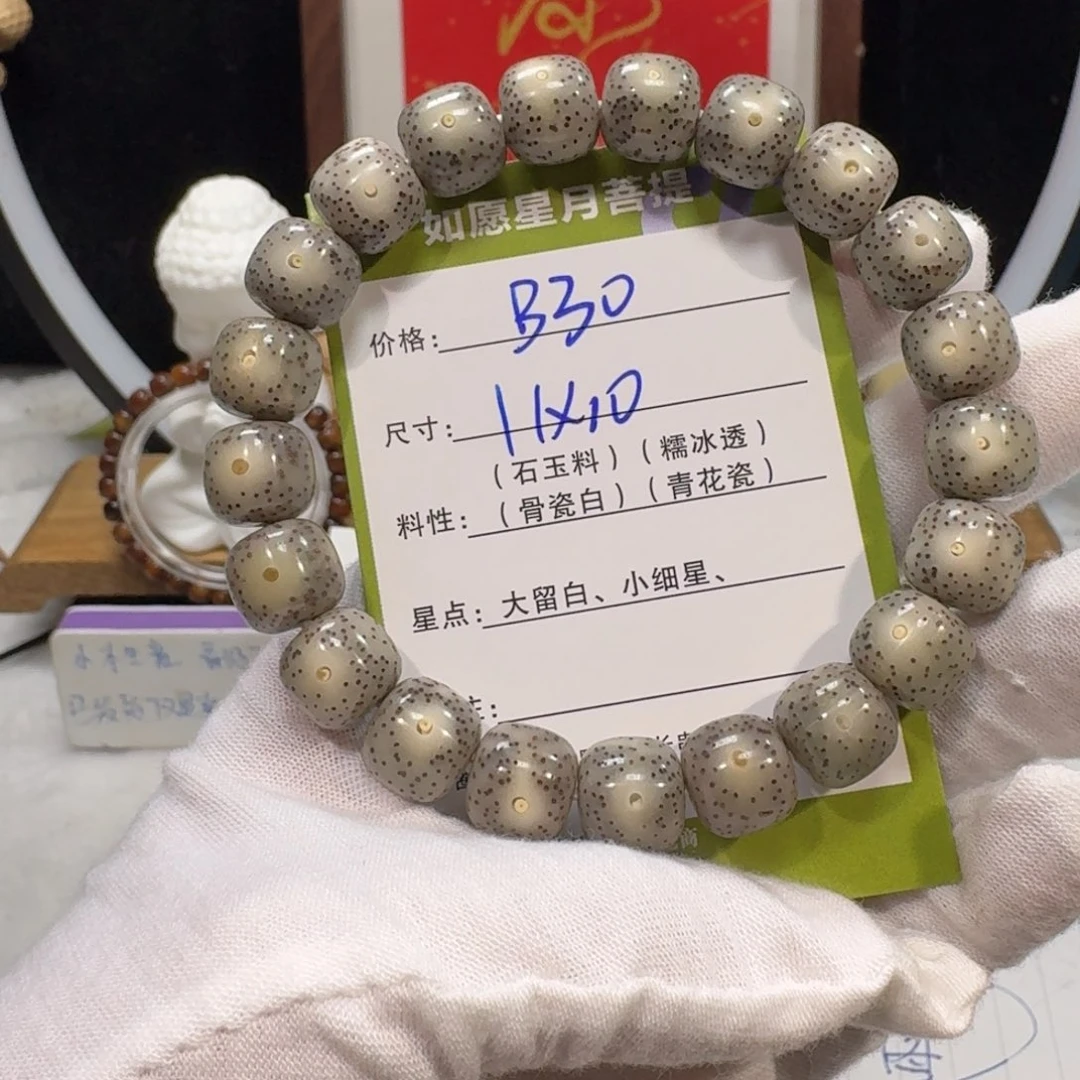 如愿星月菩提
价格: B30
尺寸: 11X10
(石玉料) (糯冰透)
料性: (骨瓷白) (青花瓷)
星点: 大留白、小细星、